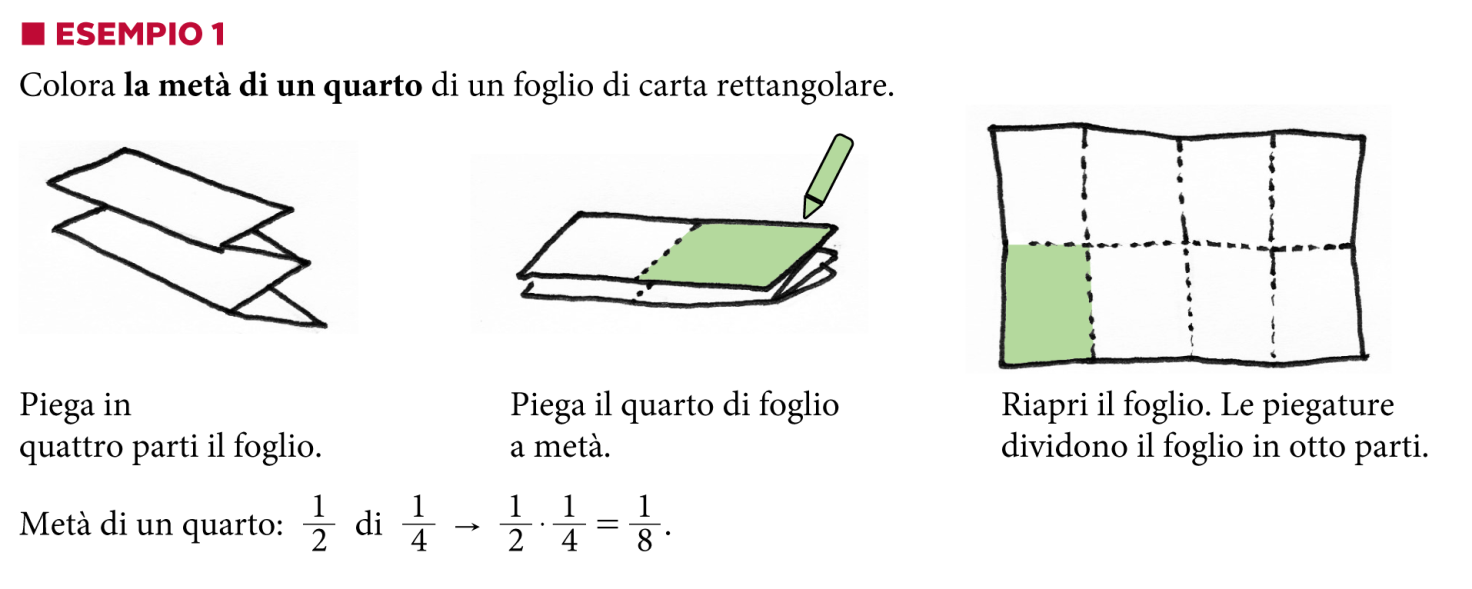 ■ ESEMPIO 1
Colora la metà di un quarto di un foglio di carta rettangolare.
Piega in
quattro parti il foglio.
Piega il quarto di foglio
a metà.
Riapri il foglio. Le piegature
dividono il foglio in otto parti.
Metà di un quarto: 1/2 di 1/4 → 1/2 · 1/4 = 1/8.